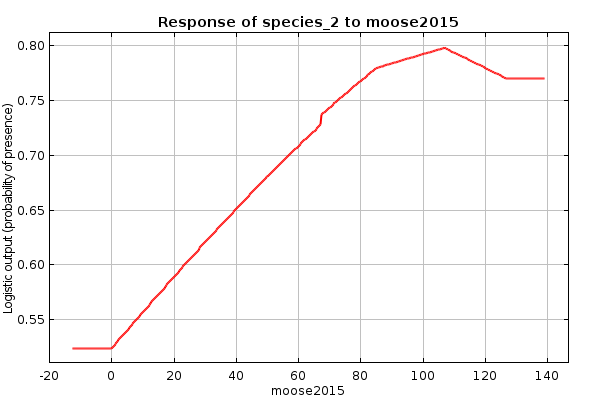 Response of species_2 to moose2015
Logistic output (probability of presence)
0.80
0.75
0.70
0.65
0.60
0.55
-20 0 20 40 60 80 100 120 140
moose2015